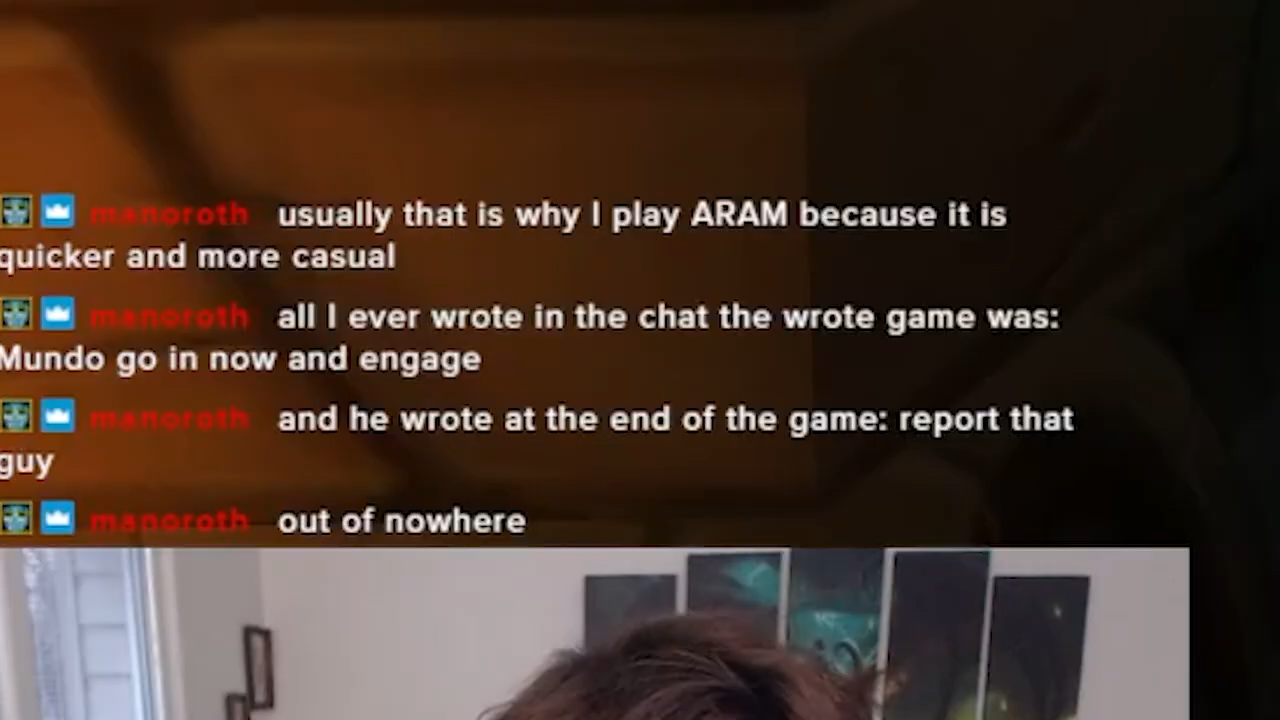 manoroth usually that is why I play ARAM because it is
quicker and more casual
manoroth all I ever wrote in the chat the wrote game was:
Mundo go in now and engage
manoroth and he wrote at the end of the game: report that
guy
manoroth out of nowhere